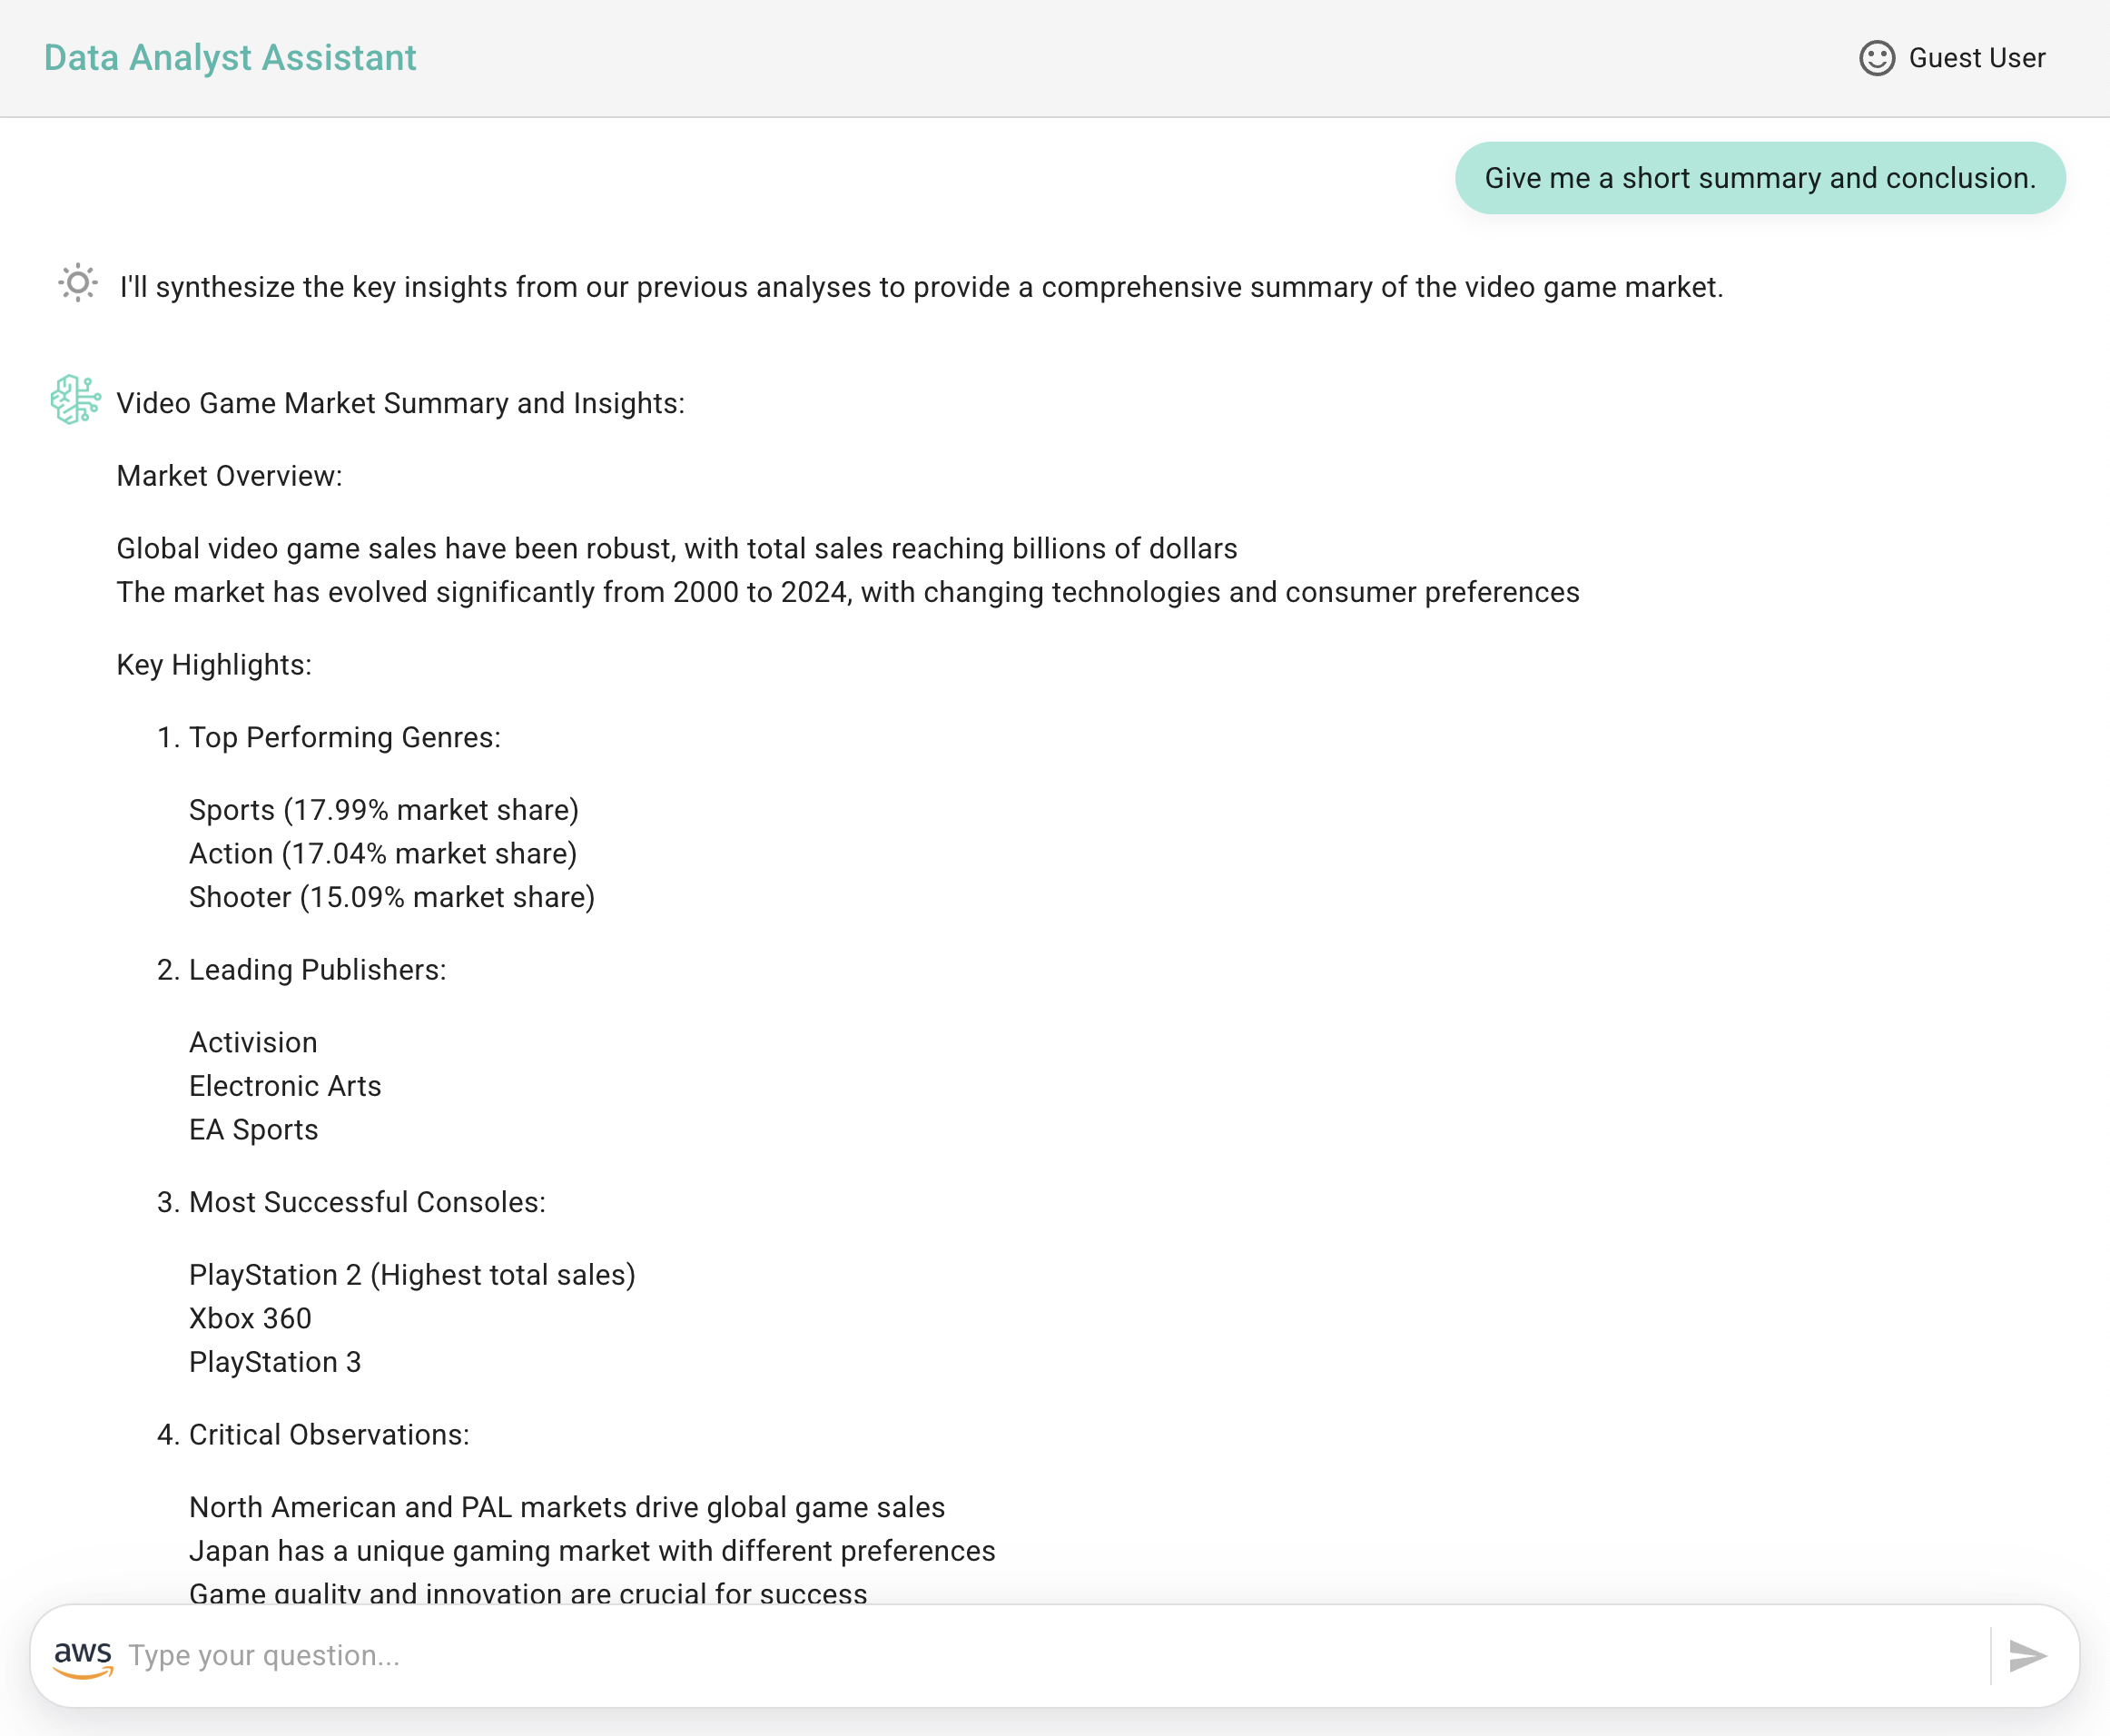 Data Analyst Assistant
Guest User
Give me a short summary and conclusion.
I'll synthesize the key insights from our previous analyses to provide a comprehensive summary of the video game market.
Video Game Market Summary and Insights:
Market Overview:
Global video game sales have been robust, with total sales reaching billions of dollars
The market has evolved significantly from 2000 to 2024, with changing technologies and consumer preferences
Key Highlights:
1. Top Performing Genres:
Sports (17.99% market share)
Action (17.04% market share)
Shooter (15.09% market share)
2. Leading Publishers:
Activision
Electronic Arts
EA Sports
3. Most Successful Consoles:
PlayStation 2 (Highest total sales)
Xbox 360
PlayStation 3
4. Critical Observations:
North American and PAL markets drive global game sales
Japan has a unique gaming market with different preferences
Game quality and innovation are crucial for success
aws
Type your question...